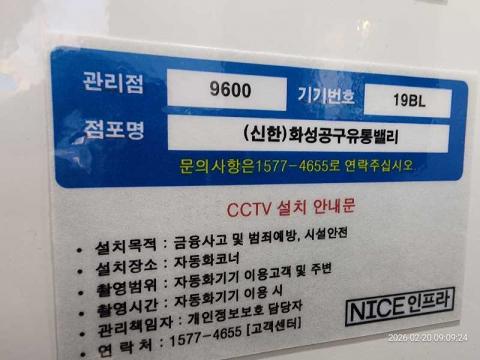 관리점 9600 기기번호 19BL
점포명 (신한)화성공구유통밸리
문의사항은1577-4655로 연락주십시오
CCTV 설치 안내문
• 설치목적 : 금융사고 및 범죄예방, 시설안전
• 설치장소 : 자동화코너
• 촬영범위 : 자동화기기 이용고객 및 주변
• 촬영시간 : 자동화기기 이용 시
• 관리책임자 : 개인정보보호 담당자
• 연 락 처 : 1577-4655 [고객센터]
NICE인프라
2026-02-20 09:09:24